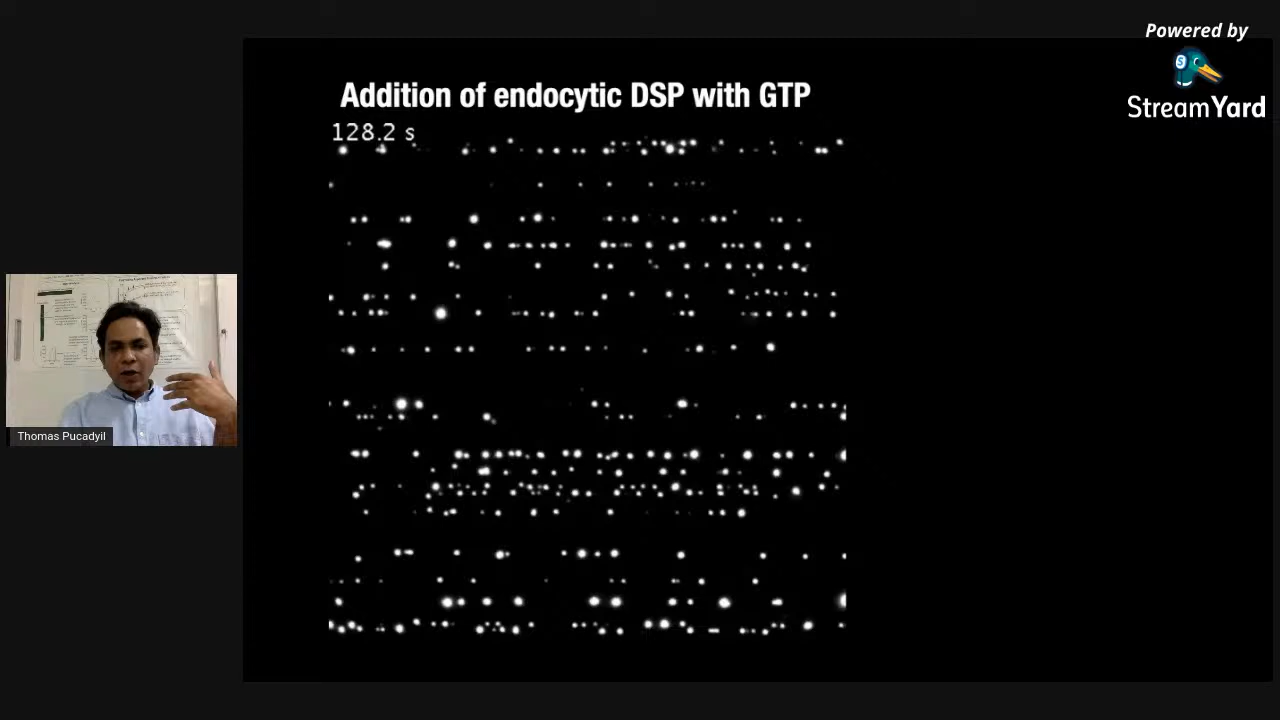 Powered by
StreamYard
Addition of endocytic DSP with GTP
128.2 s
Thomas Pucadyil